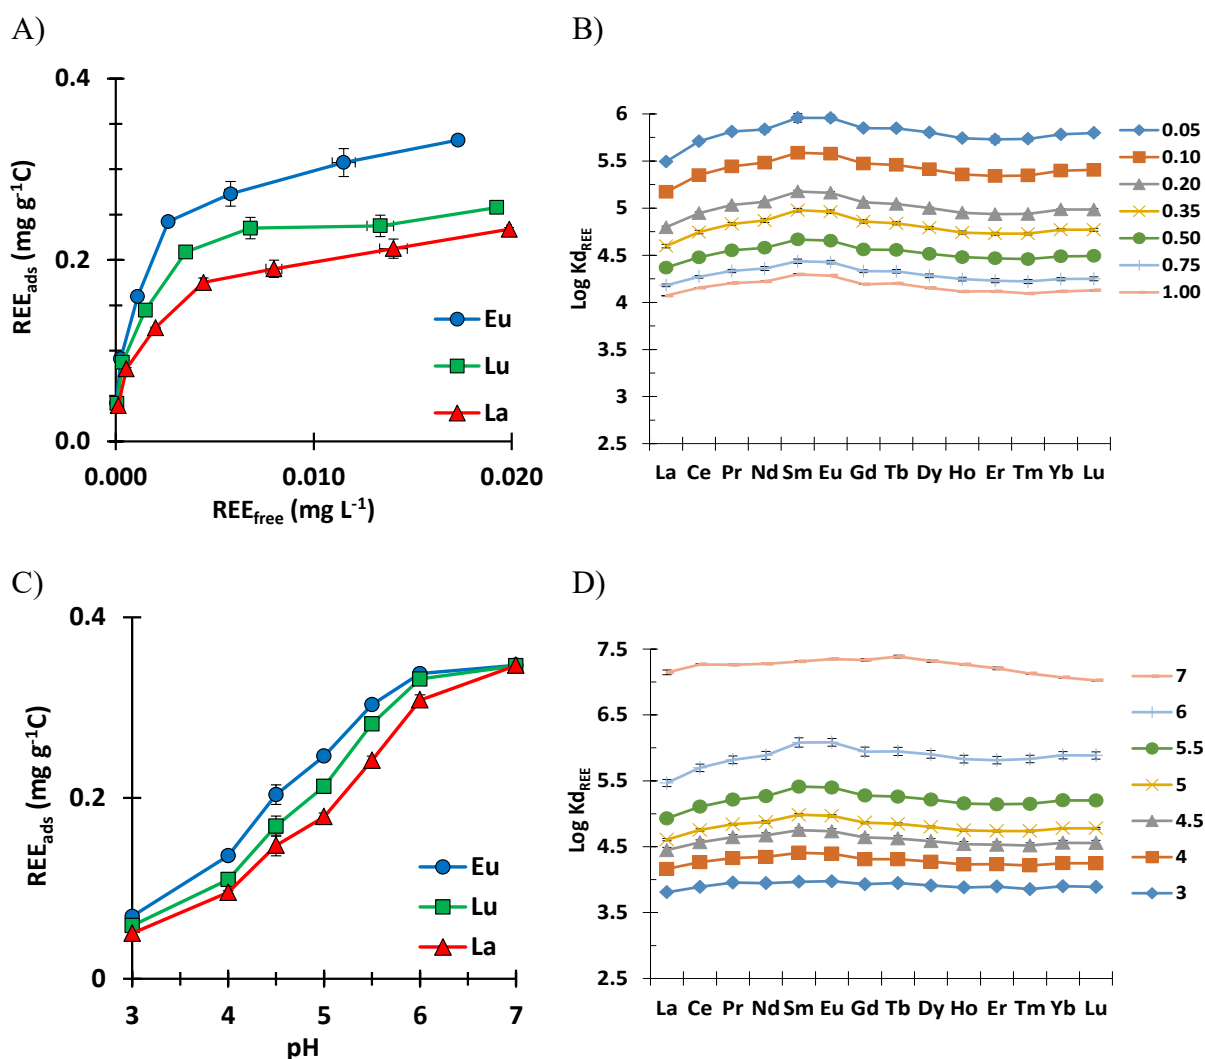 A)
0.4
0.2
0.0
REE_ads (mg g⁻¹C)
0.000
0.010
0.020
REE_free (mg L⁻¹)
Eu
Lu
La
B)
6
5.5
5
4.5
4
3.5
3
2.5
Log Kd_REE
La Ce Pr Nd Sm Eu Gd Tb Dy Ho Er Tm Yb Lu
0.05
0.10
0.20
0.35
0.50
0.75
1.00
C)
0.4
0.2
0
REE_ads (mg g⁻¹C)
3 4 5 6 7
pH
Eu
Lu
La
D)
7.5
6.5
5.5
4.5
3.5
2.5
Log Kd_REE
La Ce Pr Nd Sm Eu Gd Tb Dy Ho Er Tm Yb Lu
7
6
5.5
5
4.5
4
3